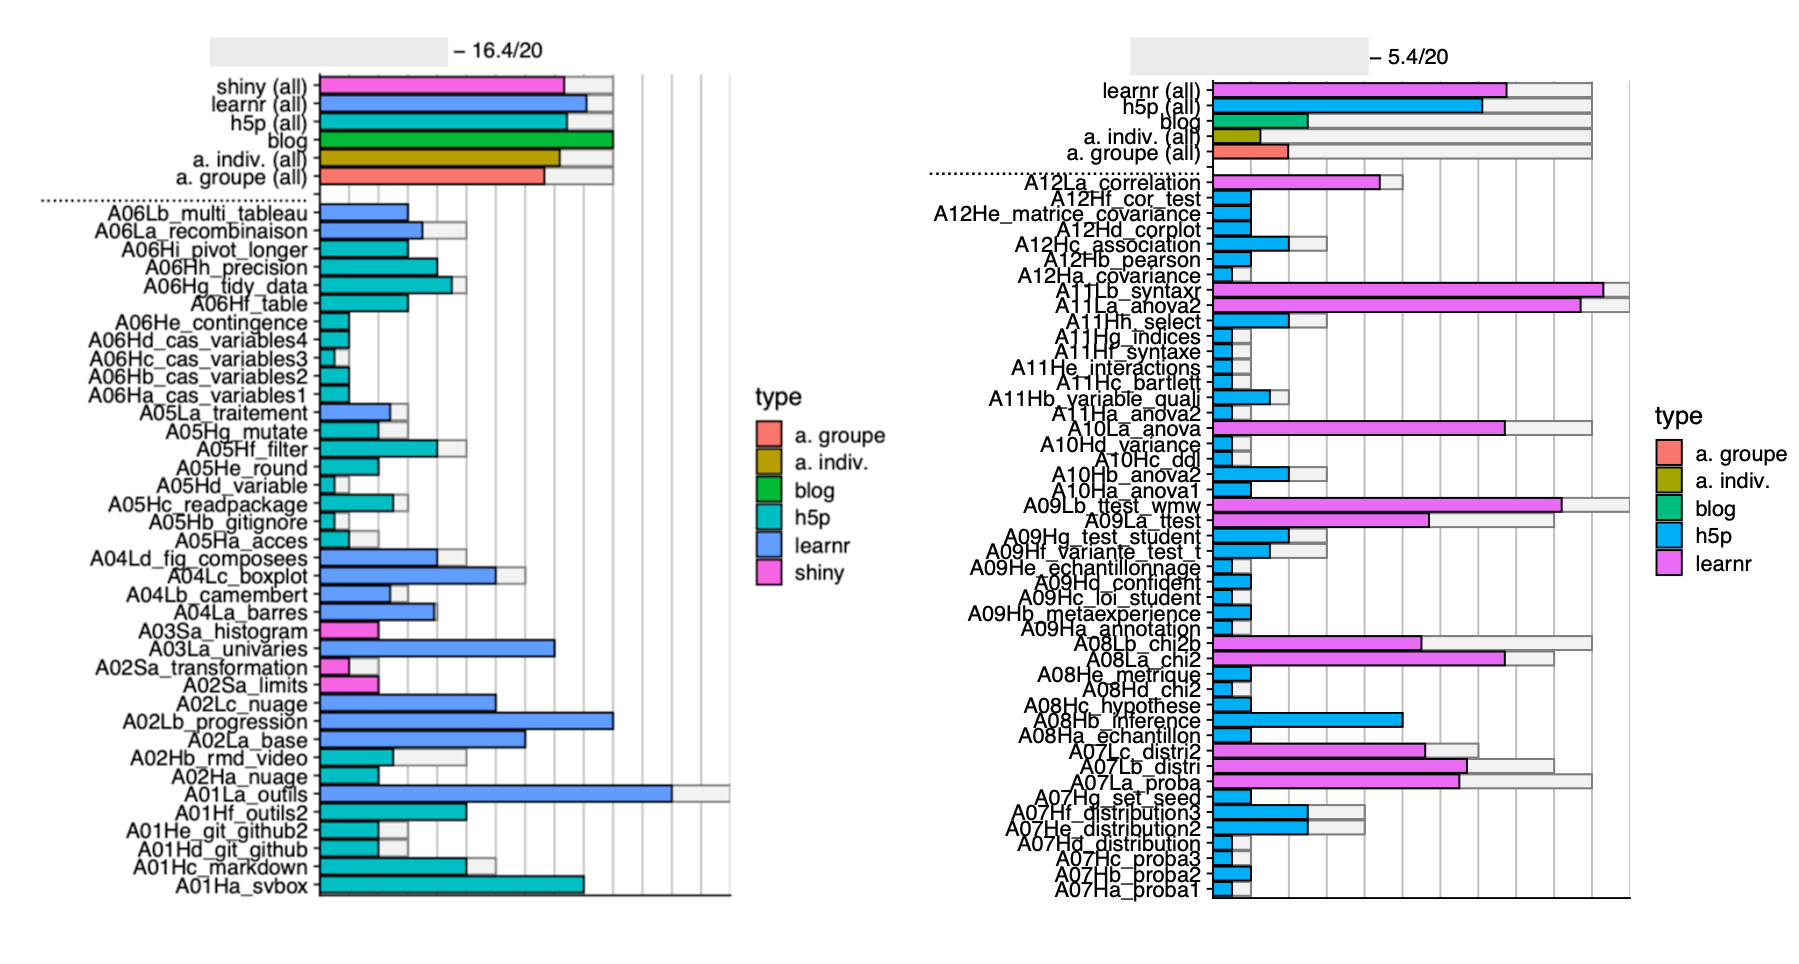 – 16.4/20
shiny (all)
learnr (all)
h5p (all)
blog
a. indiv. (all)
a. groupe (all)
A06Lb_multi_tableau
A06La_recombinaison
A06Hi_pivot_longer
A06Hh_precision
A06Hg_tidy_data
A06Hf_table
A06He_contingence
A06Hd_cas_variables4
A06Hc_cas_variables3
A06Hb_cas_variables2
A06Ha_cas_variables1
A05La_traitement
A05Hg_mutate
A05Hf_filter
A05He_round
A05Hd_variable
A05Hc_readpackage
A05Hb_gitignore
A05Ha_acces
A04Ld_fig_composees
A04Lc_boxplot
A04Lb_camembert
A04La_barres
A03Sa_histogram
A03La_univaries
A02Sa_transformation
A02Sa_limits
A02Lc_nuage
A02Lb_progression
A02La_base
A02Hb_rmd_video
A02Ha_nuage
A01La_outils
A01Hf_outils2
A01He_git_github2
A01Hd_git_github
A01Hc_markdown
A01Ha_svbox
type
a. groupe
a. indiv.
blog
h5p
learnr
shiny
– 5.4/20
learnr (all)
h5p (all)
blog
a. indiv. (all)
a. groupe (all)
A12La_correlation
A12Hf_cor_test
A12He_matrice_covariance
A12Hd_corplot
A12Hc_association
A12Hb_pearson
A12Ha_covariance
A11Lb_syntaxr
A11La_anova2
A11Hh_select
A11Hg_indices
A11Hf_syntaxe
A11He_interactions
A11Hc_bartlett
A11Hb_variable_quali
A11Ha_anova2
A10La_anova
A10Hd_variance
A10Hc_ddl
A10Hb_anova2
A10Ha_anova1
A09Lb_ttest_wmw
A09La_ttest
A09Hg_test_student
A09Hf_variante_test_t
A09He_echantillonnage
A09Hd_confident
A09Hc_loi_student
A09Hb_metaexperience
A09Ha_annotation
A08Lb_chi2b
A08La_chi2
A08He_metrique
A08Hd_chi2
A08Hc_hypothese
A08Hb_inference
A08Ha_echantillon
A07Lc_distri2
A07Lb_distri
A07La_proba
A07Hg_set_seed
A07Hf_distribution3
A07He_distribution2
A07Hd_distribution
A07Hc_proba3
A07Hb_proba2
A07Ha_proba1
type
a. groupe
a. indiv.
blog
h5p
learnr